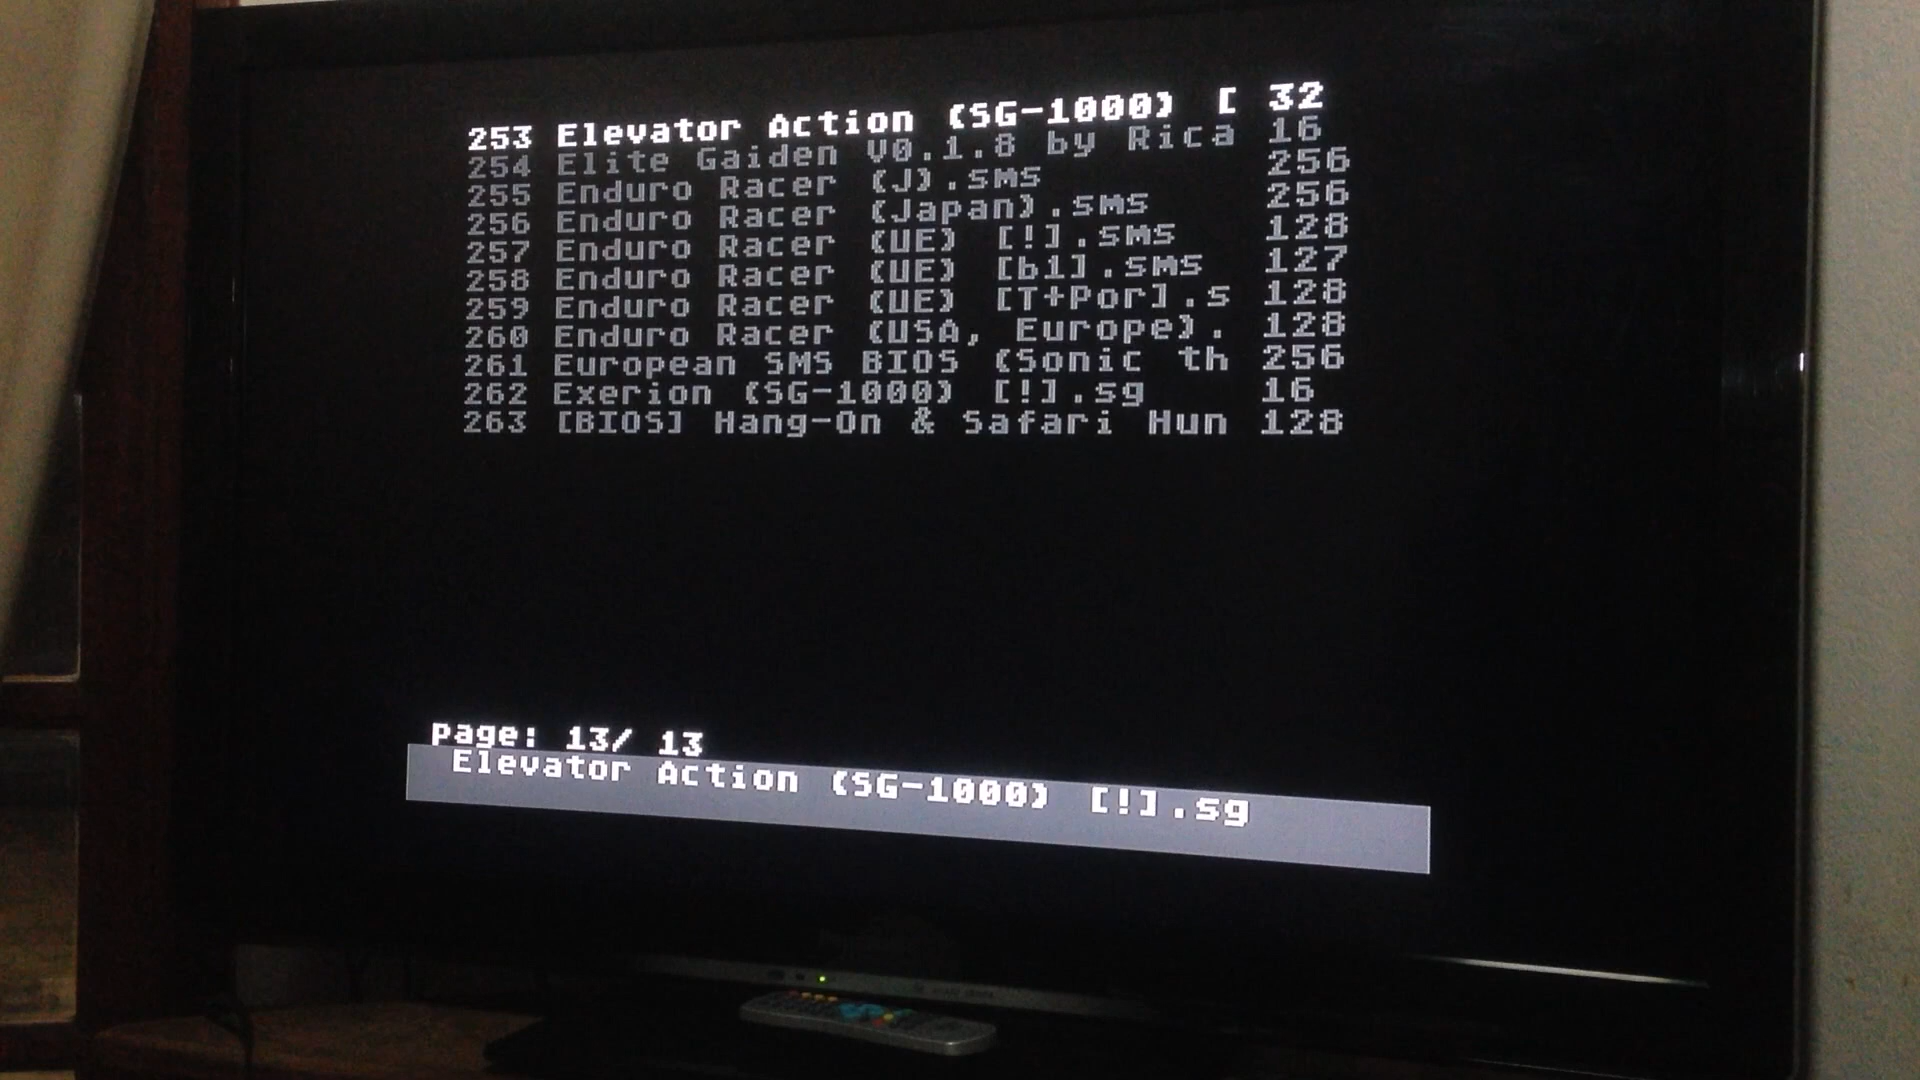 253 Elevator Action (SG-1000) [ 32
254 Elite Gaiden V0.1.8 by Rica 16
255 Enduro Racer (J).SMS 256
256 Enduro Racer (Japan).sms 256
257 Enduro Racer (UE) [!].SMS 128
258 Enduro Racer (UE) [b1].SMS 127
259 Enduro Racer (UE) [T+Por].S 128
260 Enduro Racer (USA, Europe). 128
261 European SMS BIOS (Sonic th 256
262 Exerion (SG-1000) [!].sg 16
263 [BIOS] Hang-On & Safari Hun 128
page: 13/ 13
Elevator Action (SG-1000) [!].sg